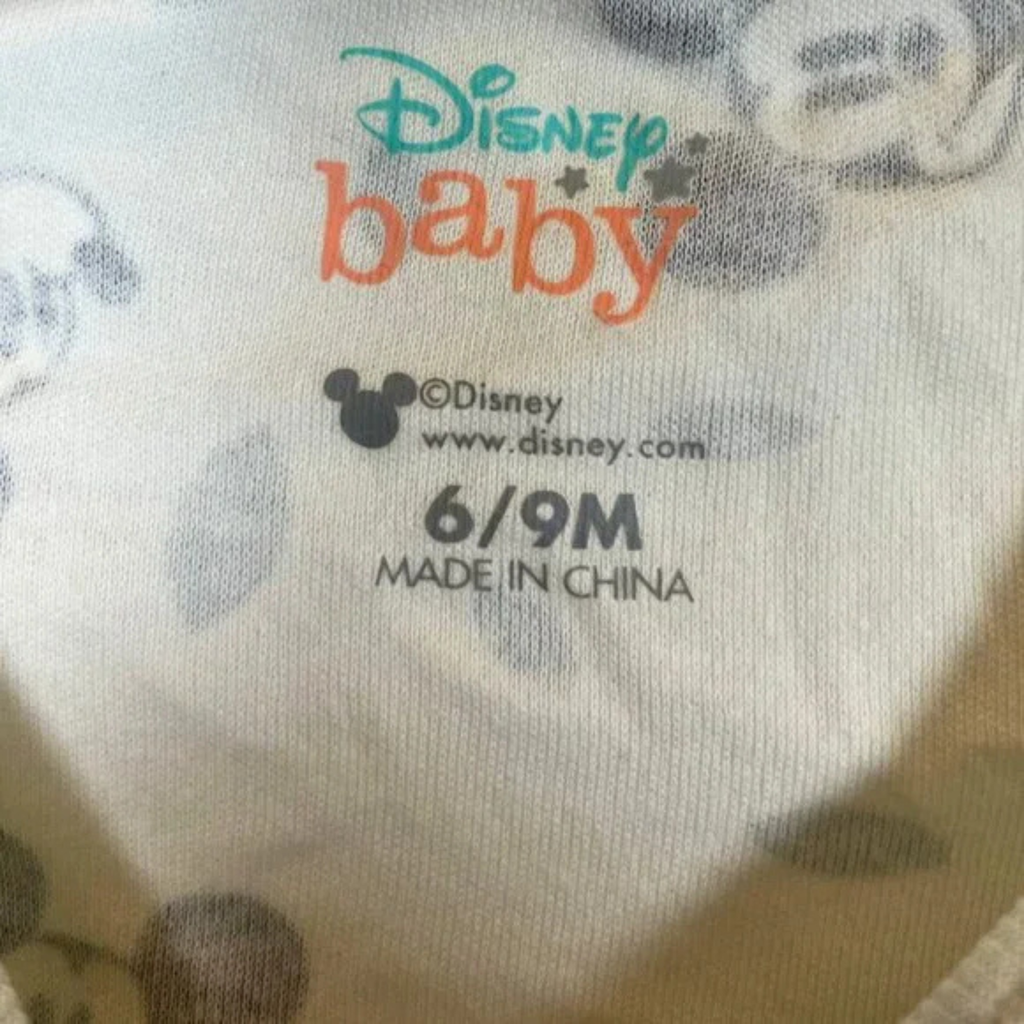 Disney
baby
©Disney
www.disney.com
6/9M
MADE IN CHINA